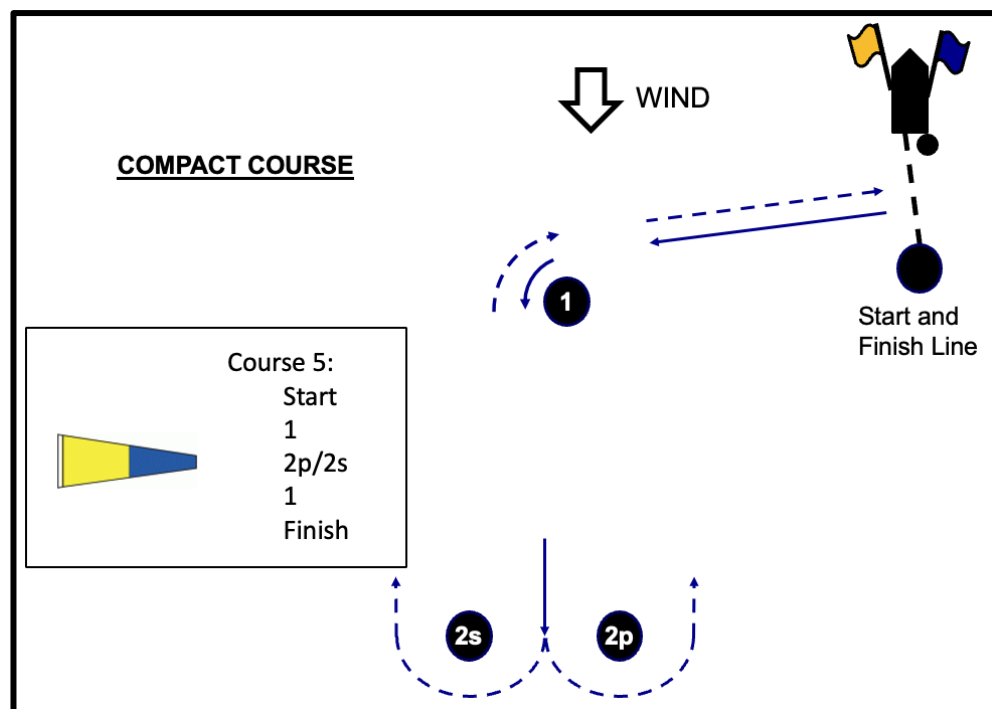 WIND
COMPACT COURSE
1
Start and
Finish Line
Course 5:
Start
1
2p/2s
1
Finish
2s
2p